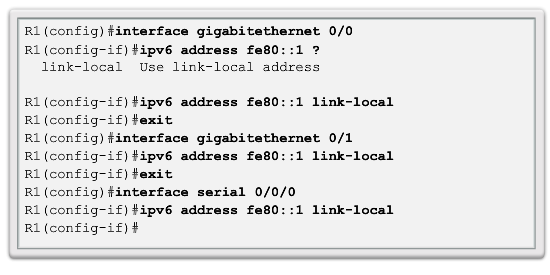 R1(config)#interface gigabitethernet 0/0
R1(config-if)#ipv6 address fe80::1 ?
link-local Use link-local address
R1(config-if)#ipv6 address fe80::1 link-local
R1(config-if)#exit
R1(config)#interface gigabitethernet 0/1
R1(config-if)#ipv6 address fe80::1 link-local
R1(config-if)#exit
R1(config)#interface serial 0/0/0
R1(config-if)#ipv6 address fe80::1 link-local
R1(config-if)#